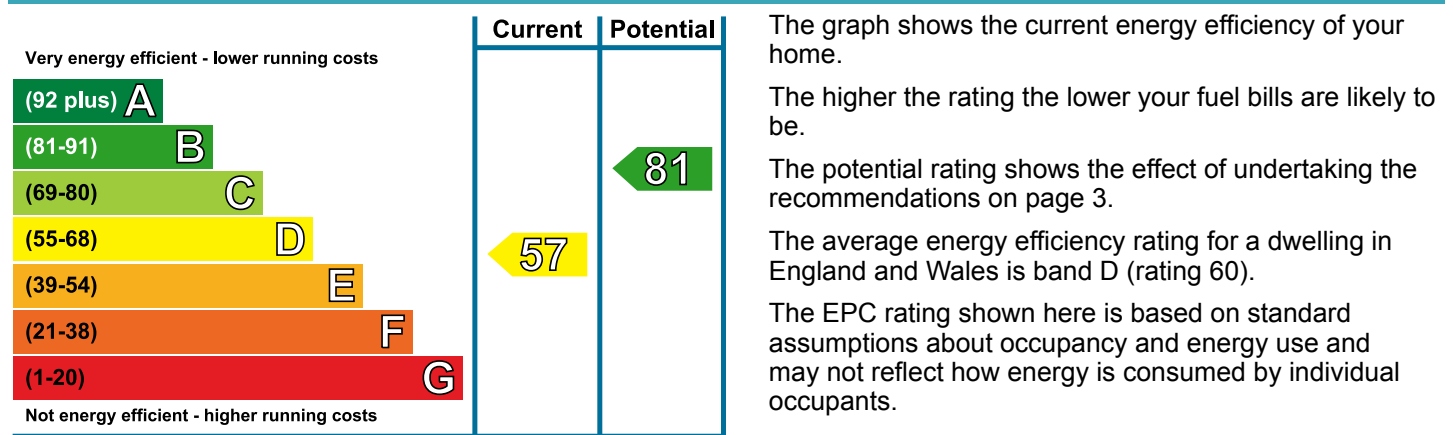 Current Potential
Very energy efficient - lower running costs
(92 plus) A
(81-91) B
81
(69-80) C
(55-68) D
57
(39-54) E
(21-38) F
(1-20) G
Not energy efficient - higher running costs
The graph shows the current energy efficiency of your
home.
The higher the rating the lower your fuel bills are likely to
be.
The potential rating shows the effect of undertaking the
recommendations on page 3.
The average energy efficiency rating for a dwelling in
England and Wales is band D (rating 60).
The EPC rating shown here is based on standard
assumptions about occupancy and energy use and
may not reflect how energy is consumed by individual
occupants.